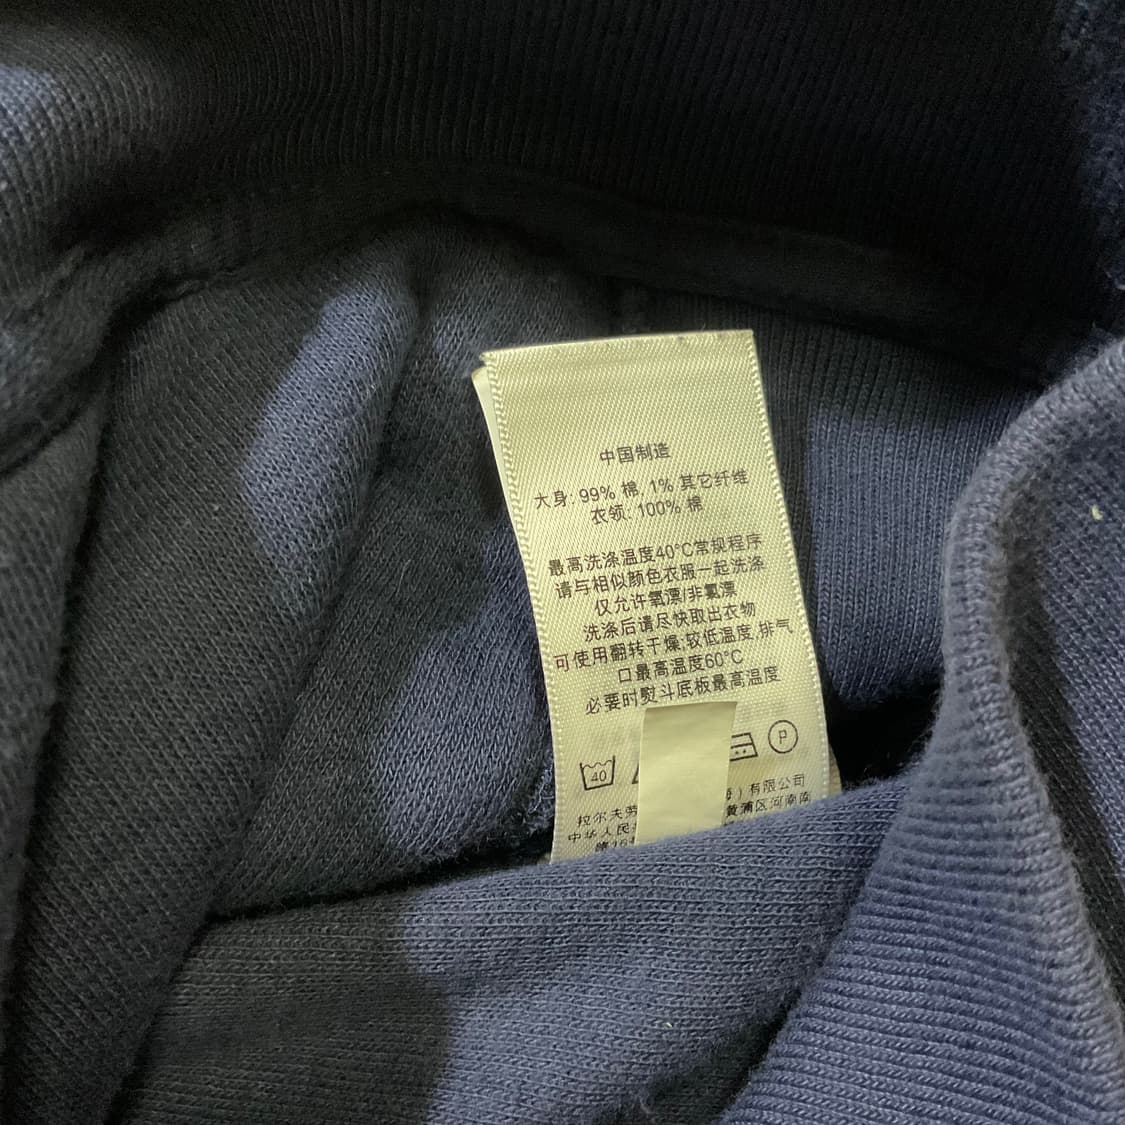 中国制造
大身: 99% 棉, 1% 其它纤维
衣领: 100% 棉
最高洗涤温度40°C常规程序
请与相似颜色衣服一起洗涤
仅允许氧漂/非氯漂
洗涤后请尽快取出衣物
可使用翻转干燥;较低温度,排气
口最高温度60°C
必要时熨斗底板最高温度
40 P
拉尔夫劳 ）有限公司
中华人民 黄浦区河南南